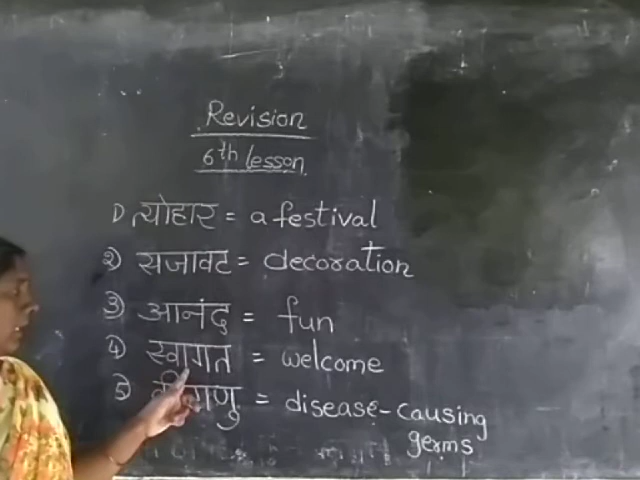 Revision
6th lesson
1) त्योहार = a festival
2) सजावट = decoration
3) आनंद = fun
4) स्वागत = welcome
5) = disease-causing
germs